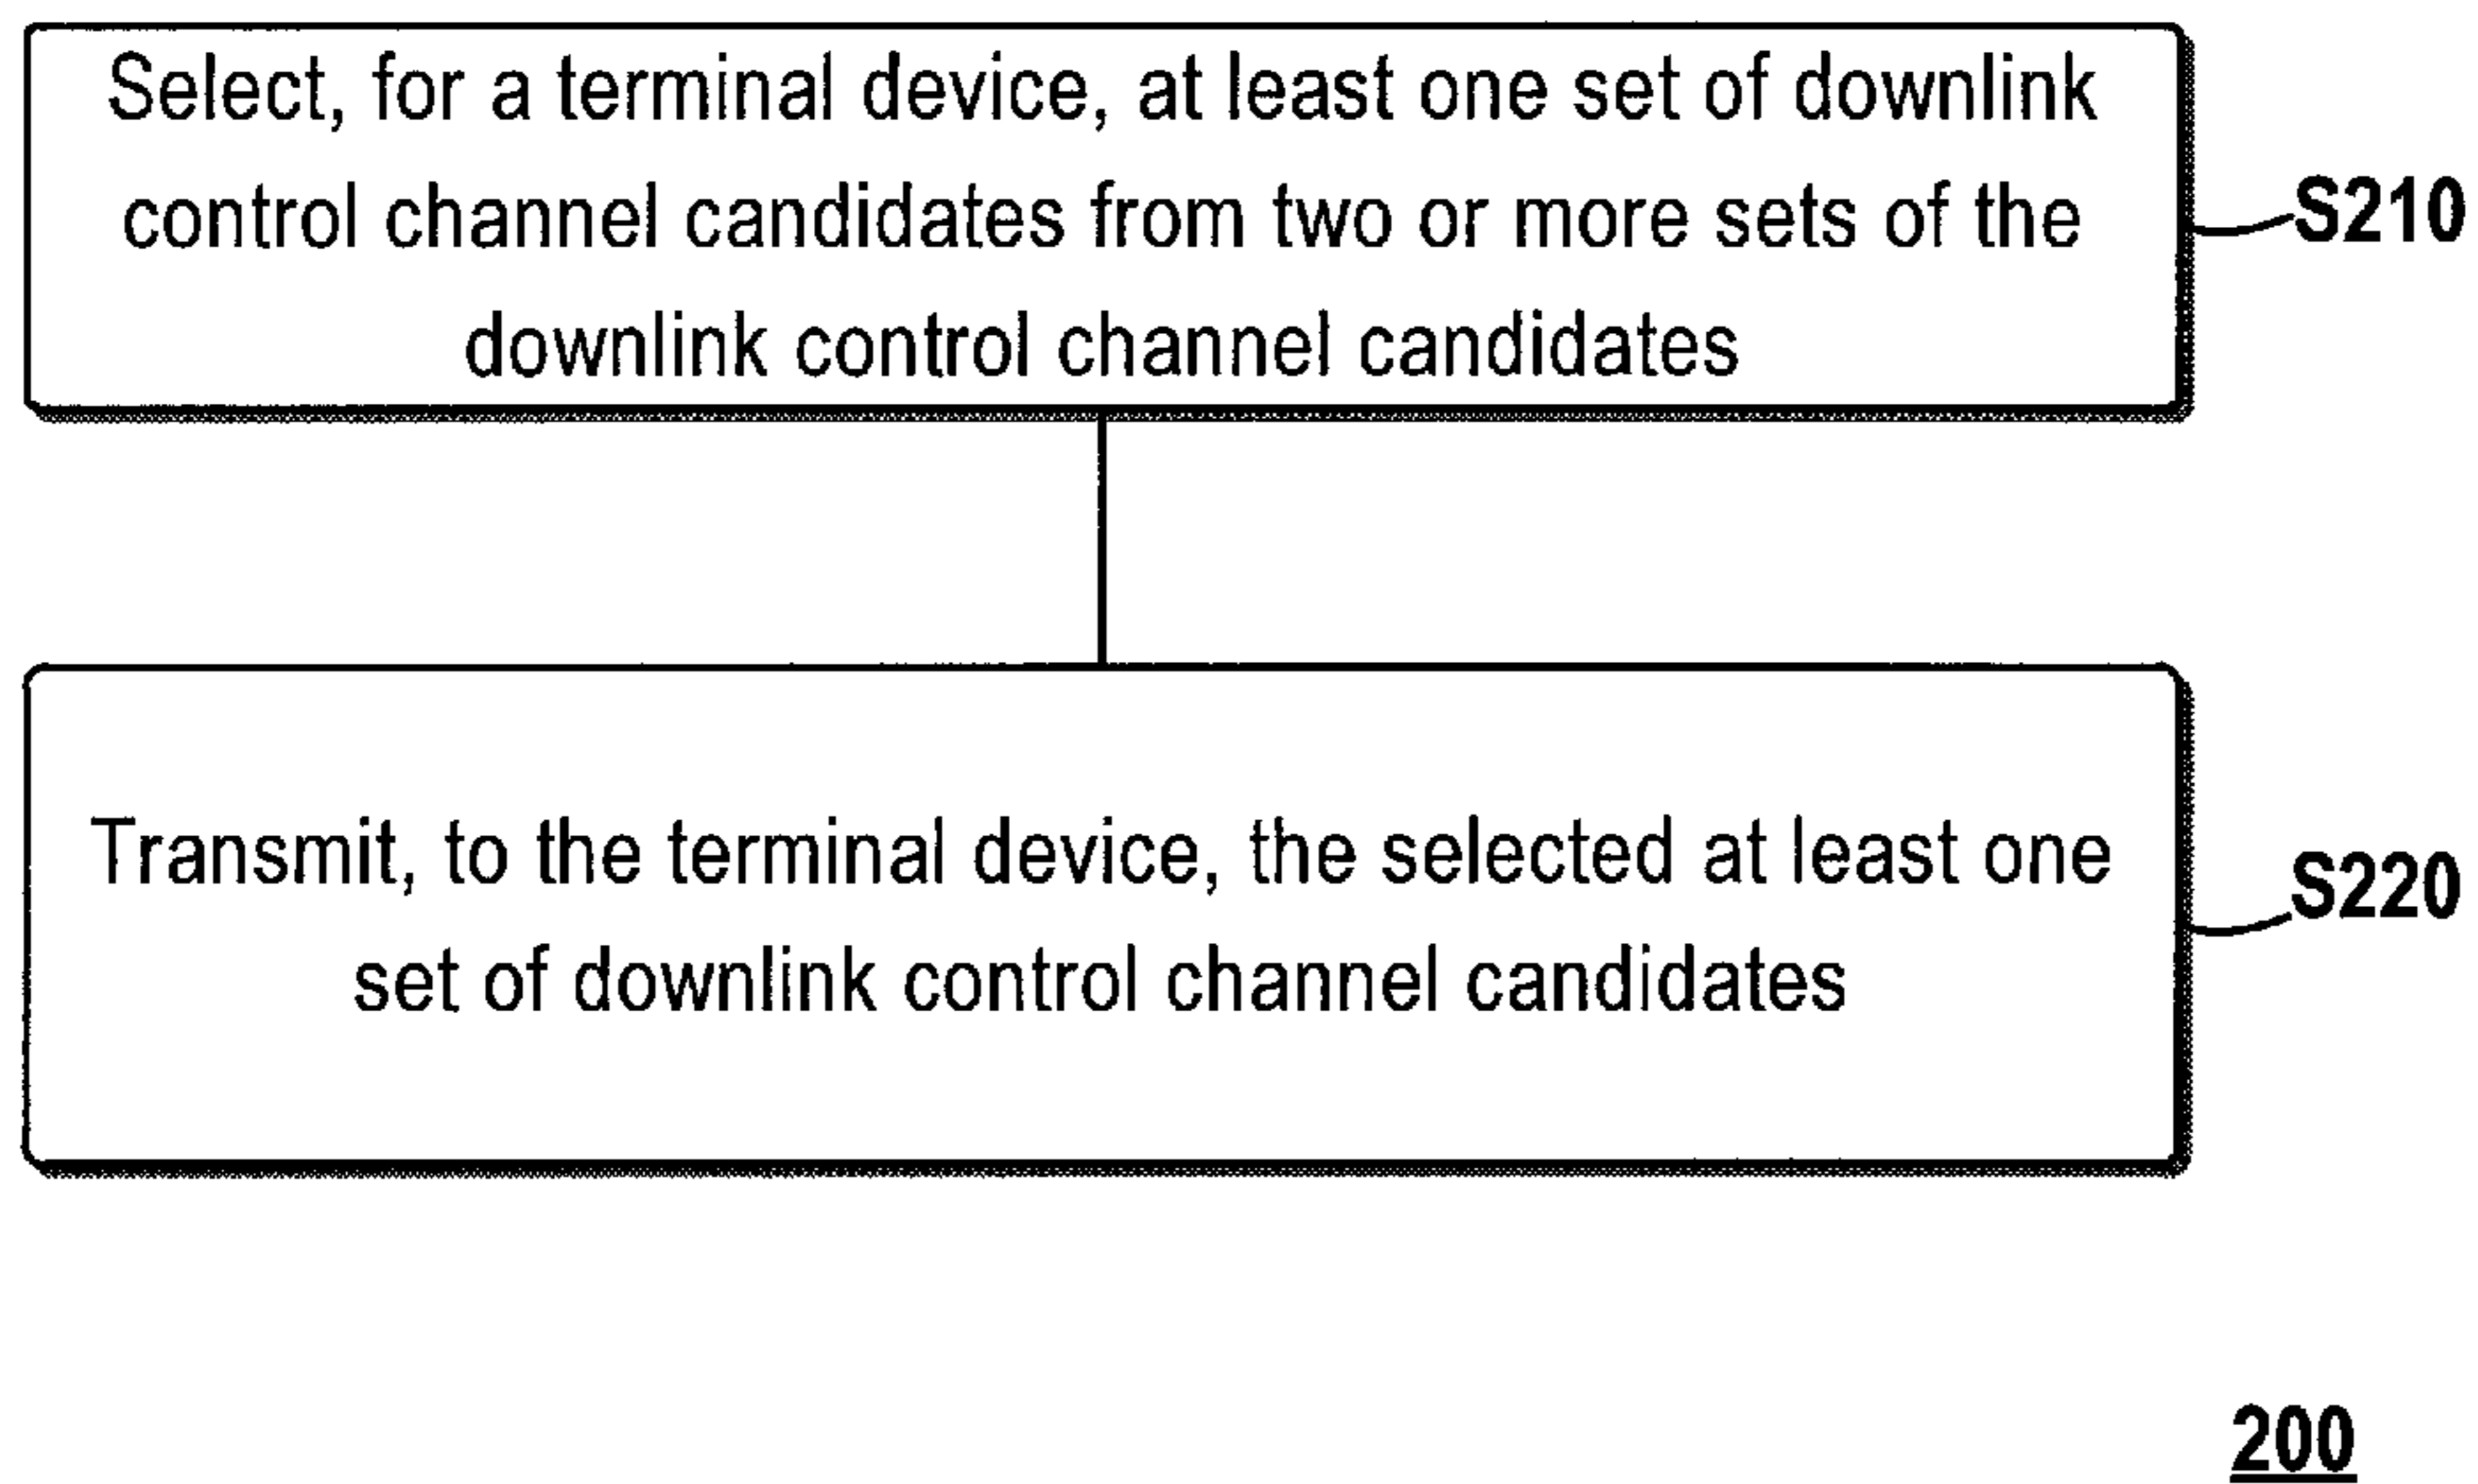 Select, for a terminal device, at least one set of downlink
control channel candidates from two or more sets of the
downlink control channel candidates
S210
Transmit, to the terminal device, the selected at least one
set of downlink control channel candidates
S220
200